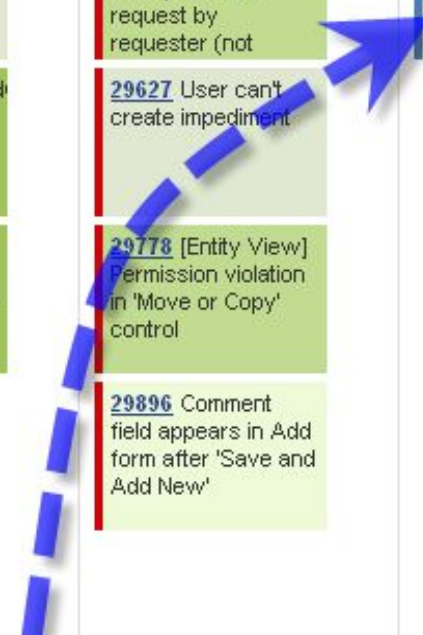 request by
requester (not
29627 User can't
create impediment
29778 [Entity View]
Permission violation
in 'Move or Copy'
control
29896 Comment
field appears in Add
form after 'Save and
Add New'